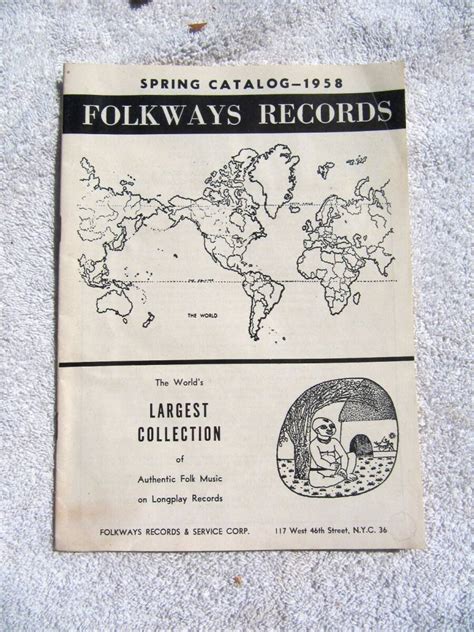 SPRING CATALOG—1958
FOLKWAYS RECORDS
THE WORLD
The World's
LARGEST
COLLECTION
of
Authentic Folk Music
on Longplay Records
FOLKWAYS RECORDS & SERVICE CORP. 117 West 46th Street, N.Y.C. 36